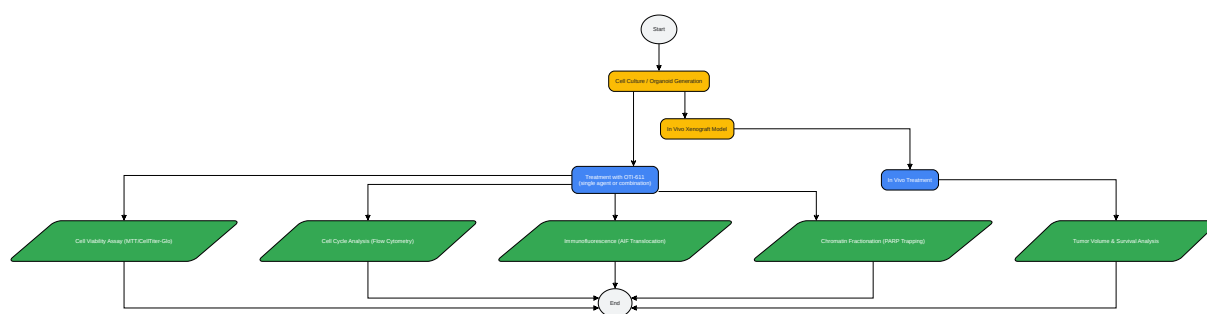 Start
Cell Culture / Organoid Generation
In Vivo Xenograft Model
Treatment with OTI-611
(single agent or combination)
In Vivo Treatment
Cell Viability Assay (MTT/CellTiter-Glo)
Cell Cycle Analysis (Flow Cytometry)
Immunofluorescence (AIF Translocation)
Chromatin Fractionation (PARP Trapping)
Tumor Volume & Survival Analysis
End